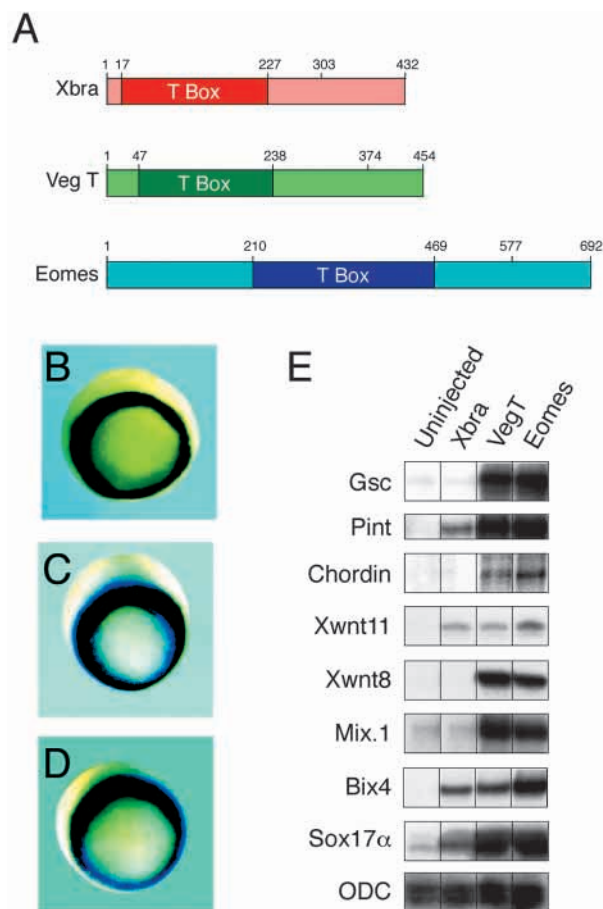 A
1 17 227 303 432
Xbra T Box
1 47 238 374 454
Veg T T Box
1 210 469 577 692
Eomes T Box
B
C
D
E
Uninjected Xbra VegT Eomes
Gsc
Pint
Chordin
Xwnt11
Xwnt8
Mix.1
Bix4
Sox17α
ODC